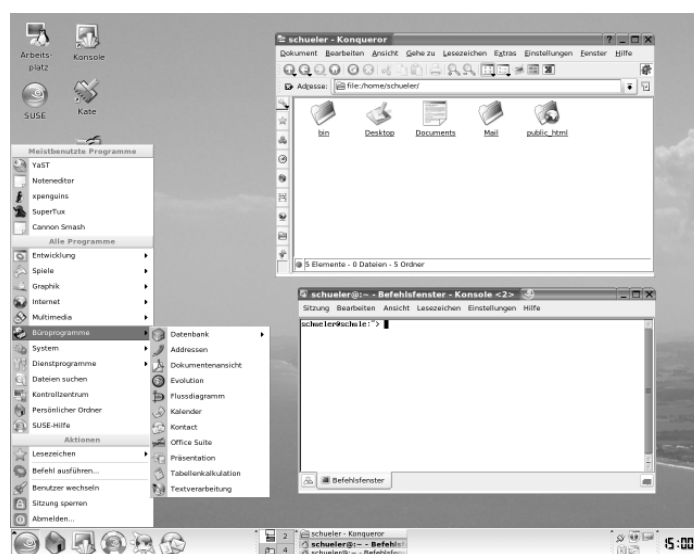 Arbeits-
platz
Konsole
SUSE
Kate
Meistbenutzte Programme
YaST
Noteneditor
xpenguins
SuperTux
Cannon Smash
Alle Programme
Entwicklung
Spiele
Graphik
Internet
Multimedia
Büroprogramme
System
Dienstprogramme
Dateien suchen
Kontrollzentrum
Persönlicher Ordner
SUSE-Hilfe
Aktionen
Lesezeichen
Befehl ausführen...
Benutzer wechseln
Sitzung sperren
Abmelden...
Datenbank
Addressen
Dokumentenansicht
Evolution
Flussdiagramm
Kalender
Kontact
Office Suite
Präsentation
Tabellenkalkulation
Textverarbeitung
schueler - Konqueror
Dokument Bearbeiten Ansicht Gehe zu Lesezeichen Extras Einstellungen Fenster Hilfe
Adresse: file:/home/schueler/
bin Desktop Documents Mail public_html
5 Elemente - 0 Dateien - 5 Ordner
schueler@:~ - Befehlsfenster - Konsole <2>
Sitzung Bearbeiten Ansicht Lesezeichen Einstellungen Hilfe
schueler@schule:~>
Befehlsfenster
2
4
schueler - Konqueror
schueler@:~ - Befehlsf
15:00